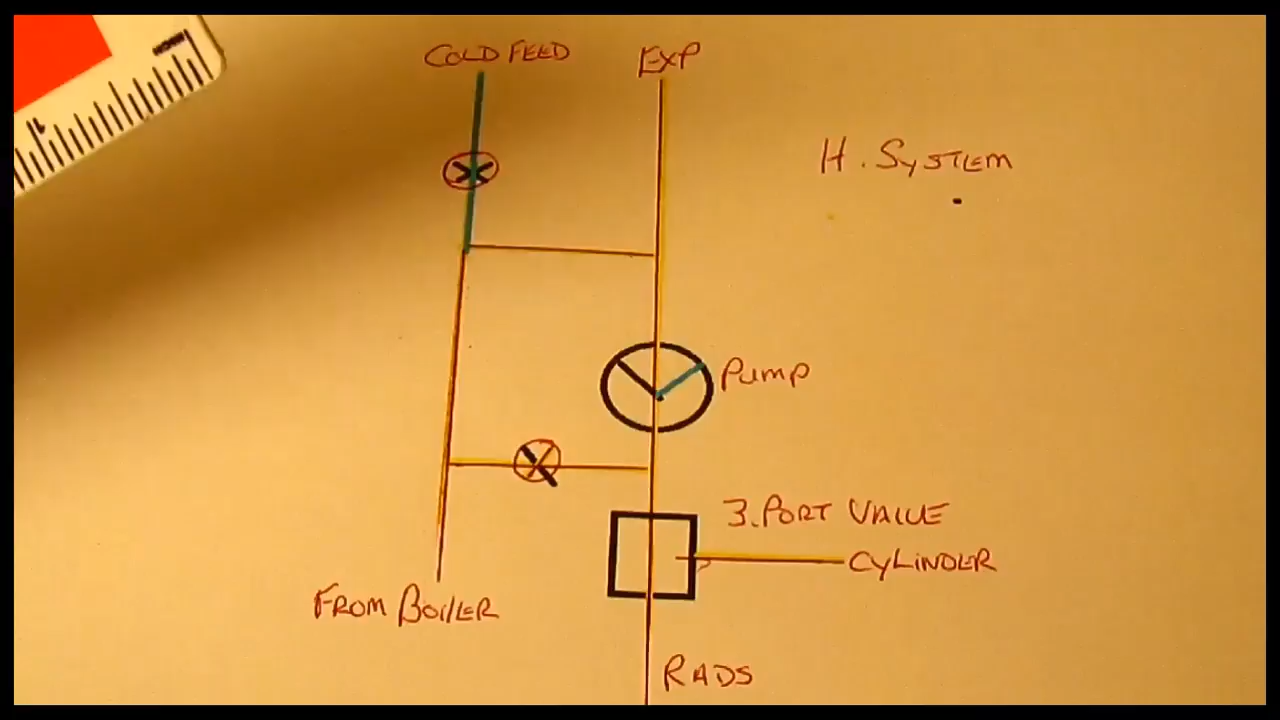 COLD FEED
EXP
H. SYSTEM
PUMP
3. PORT VALVE
CYLINDER
FROM BOILER
RADS